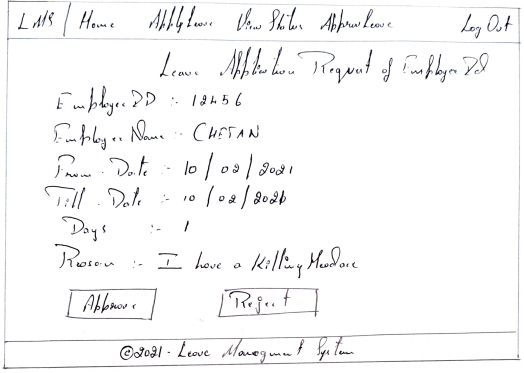 LMS | Home Apply Leave View Status Approve Leave Log Out
Leave Application Request of Employee Id
Employee ID :- 12456
Employee Name :- CHETAN
From . Date :- 10 / 02 / 2021
Till . Date :- 10 / 02 / 2021
Days :- 1
Reason :- I have a killing Headace
Approve Reject
©2021 - Leave Managment System